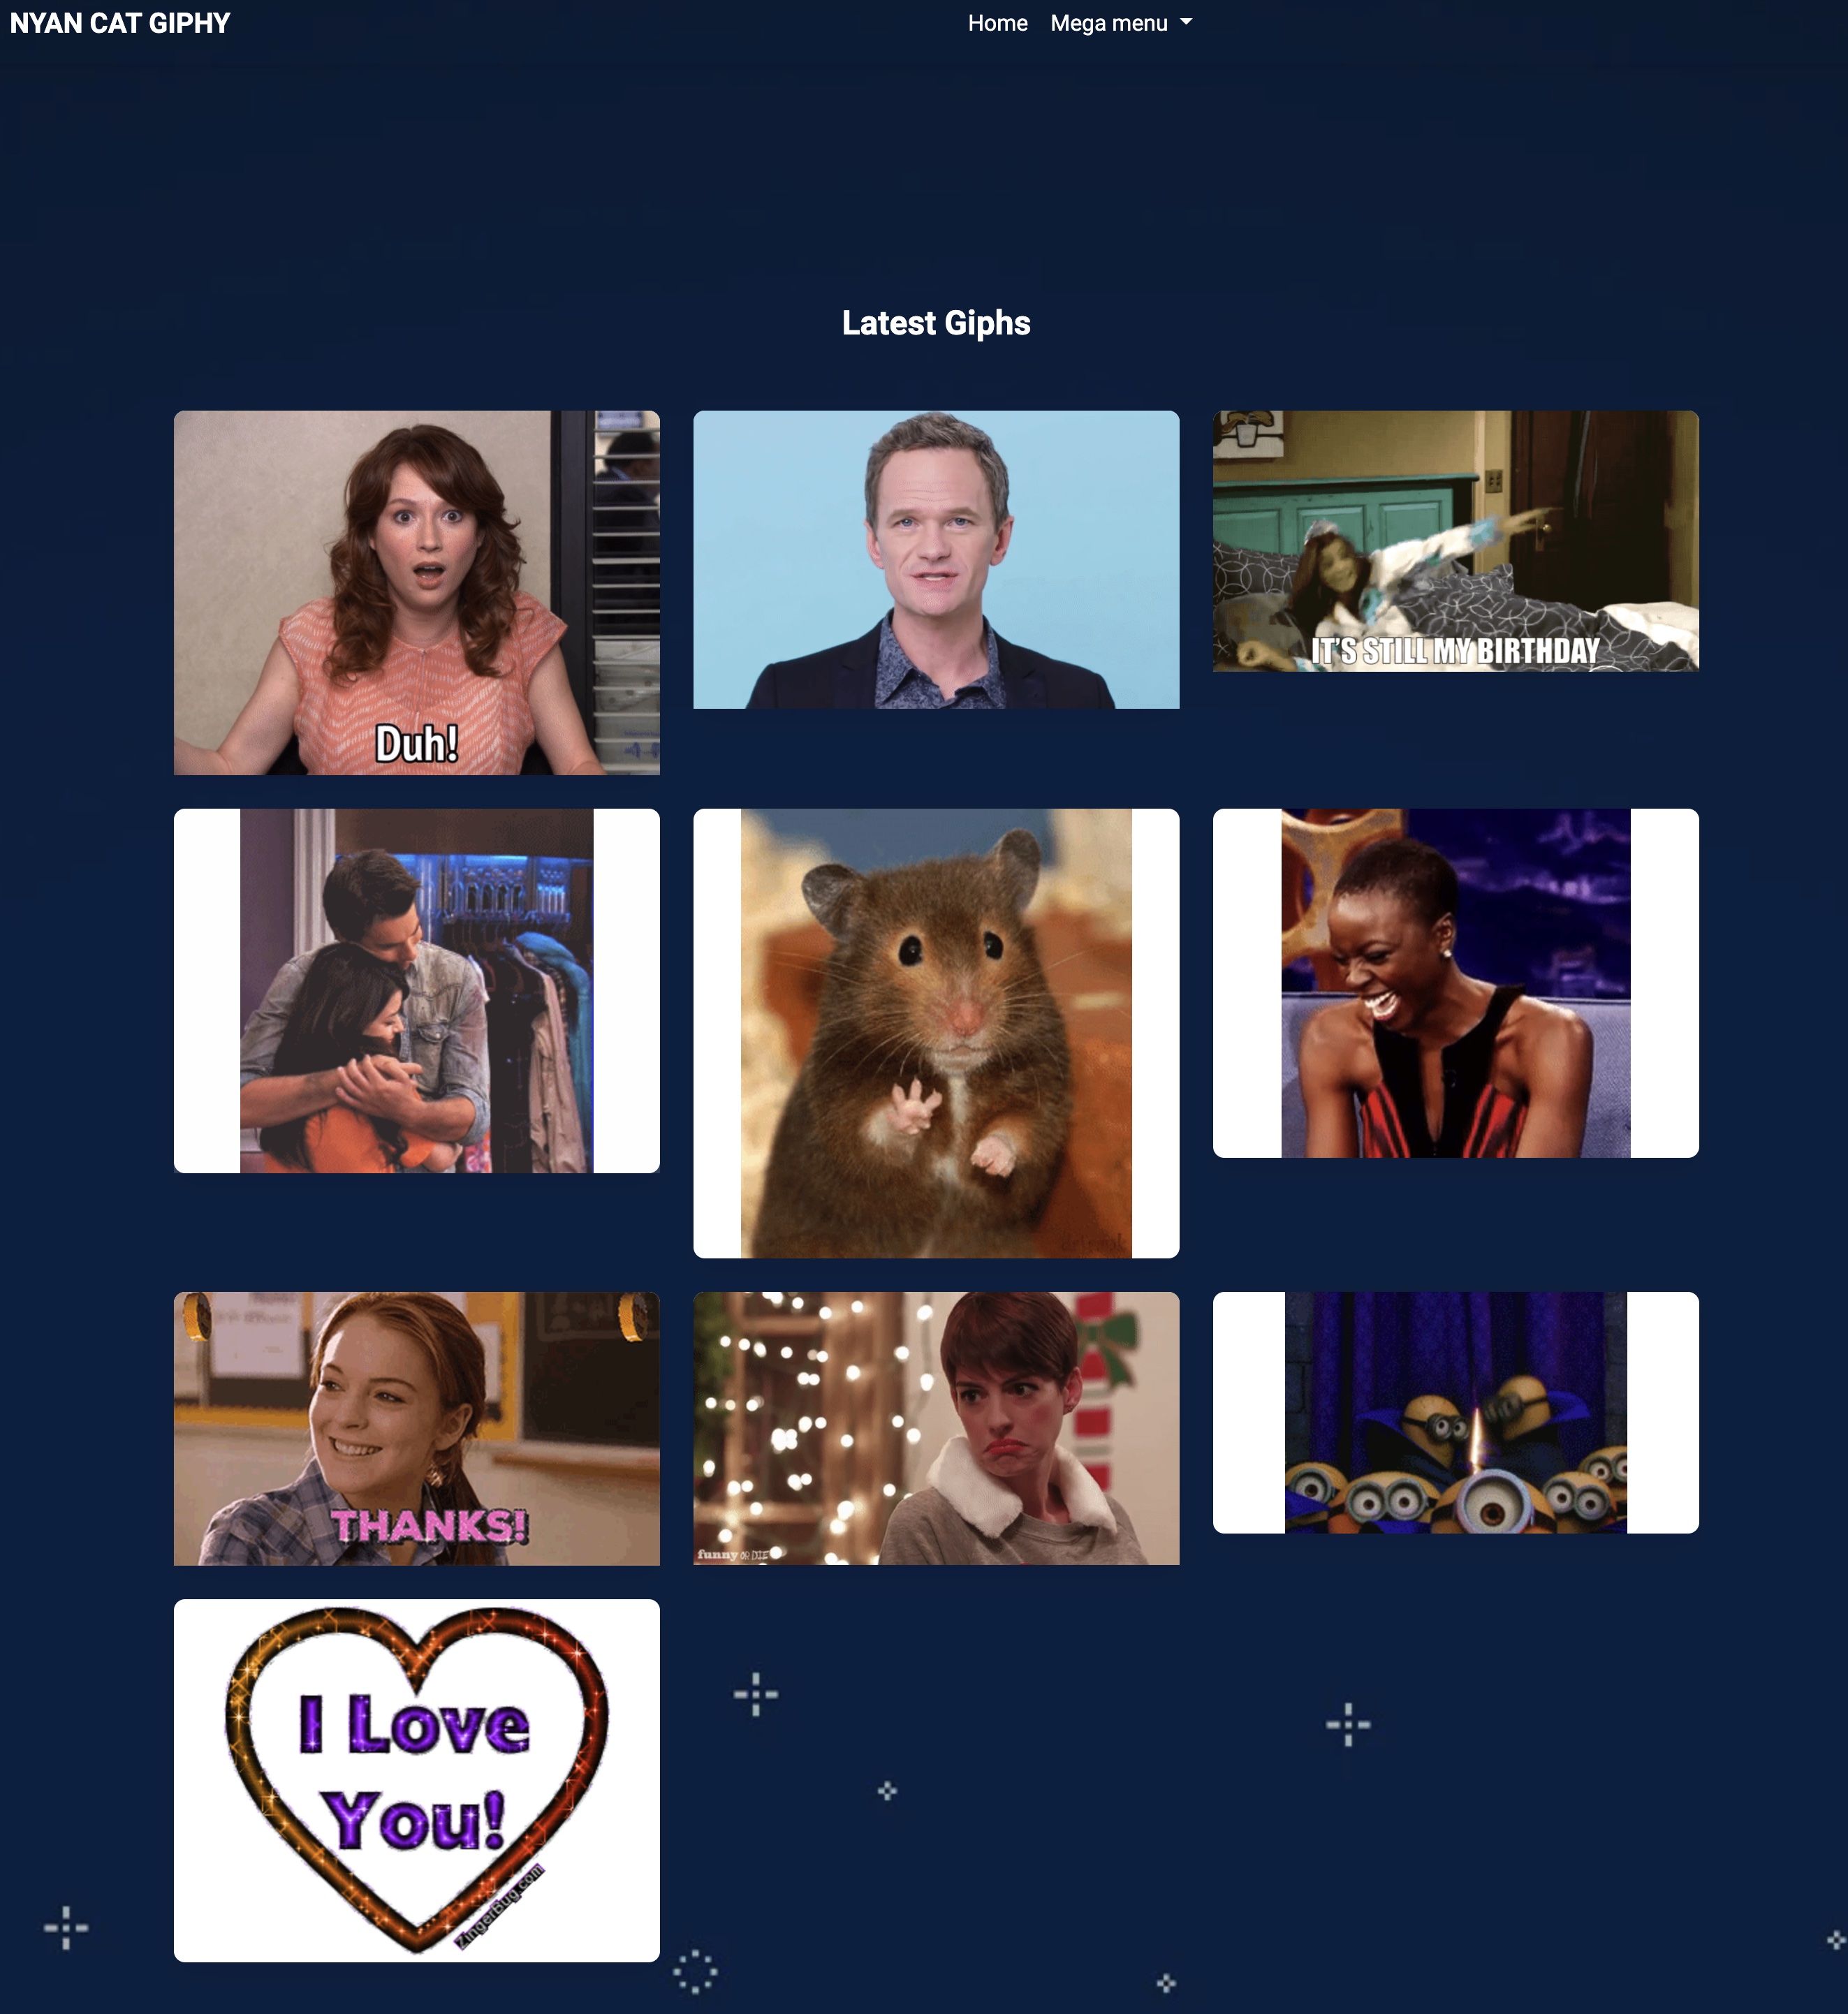 NYAN CAT GIPHY
Home Mega menu
Latest Giphs
Duh!
IT'S STILL MY BIRTHDAY
THANKS!
funny OR DIE
I Love
You!
ZingerBug.com